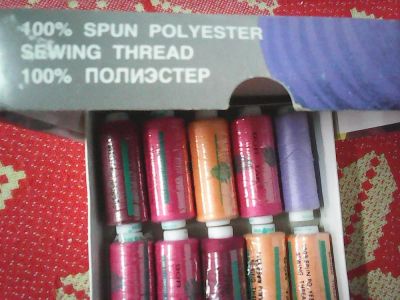 100% SPUN POLYESTER
SEWING THREAD
100% ПОЛИЭСТЕР